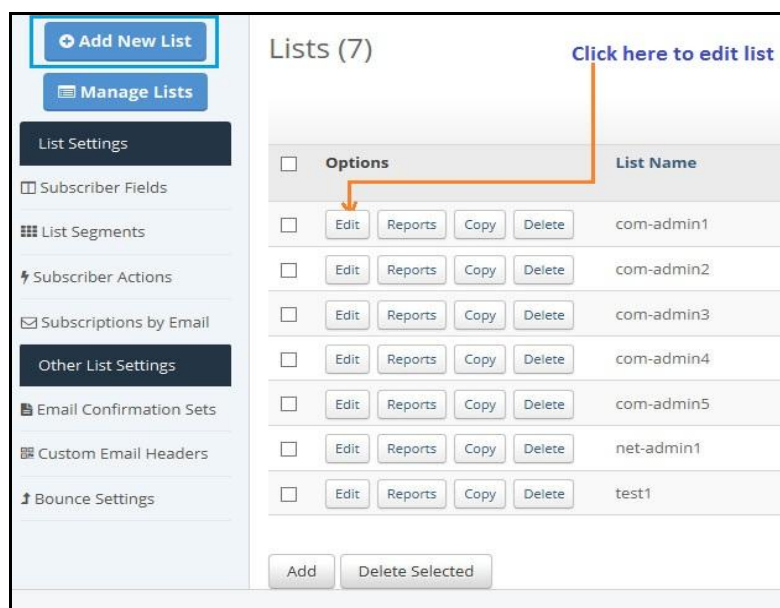 Add New List
Manage Lists
List Settings
Subscriber Fields
List Segments
Subscriber Actions
Subscriptions by Email
Other List Settings
Email Confirmation Sets
Custom Email Headers
Bounce Settings
Lists (7)
Click here to edit list
Options List Name
Edit Reports Copy Delete com-admin1
Edit Reports Copy Delete com-admin2
Edit Reports Copy Delete com-admin3
Edit Reports Copy Delete com-admin4
Edit Reports Copy Delete com-admin5
Edit Reports Copy Delete net-admin1
Edit Reports Copy Delete test1
Add Delete Selected